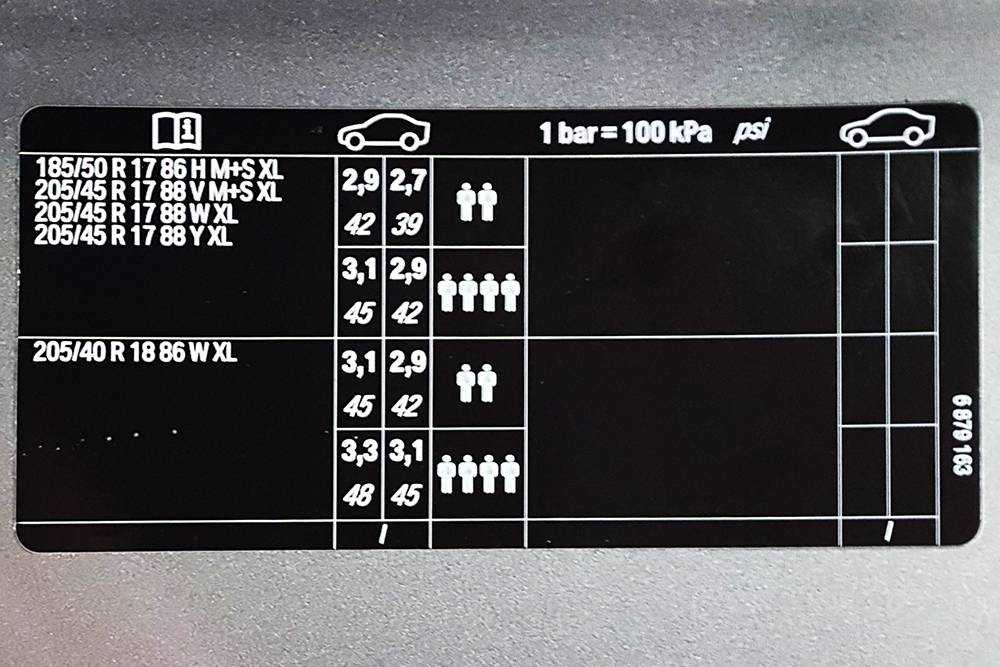 i 1 bar = 100 kPa psi
185/50 R 17 86 H M+S XL
205/45 R 17 88 V M+S XL
205/45 R 17 88 W XL
205/45 R 17 88 Y XL
2,9 2,7
42 39
3,1 2,9
45 42
205/40 R 18 86 W XL
3,1 2,9
45 42
3,3 3,1
48 45
/ /
6 879 163